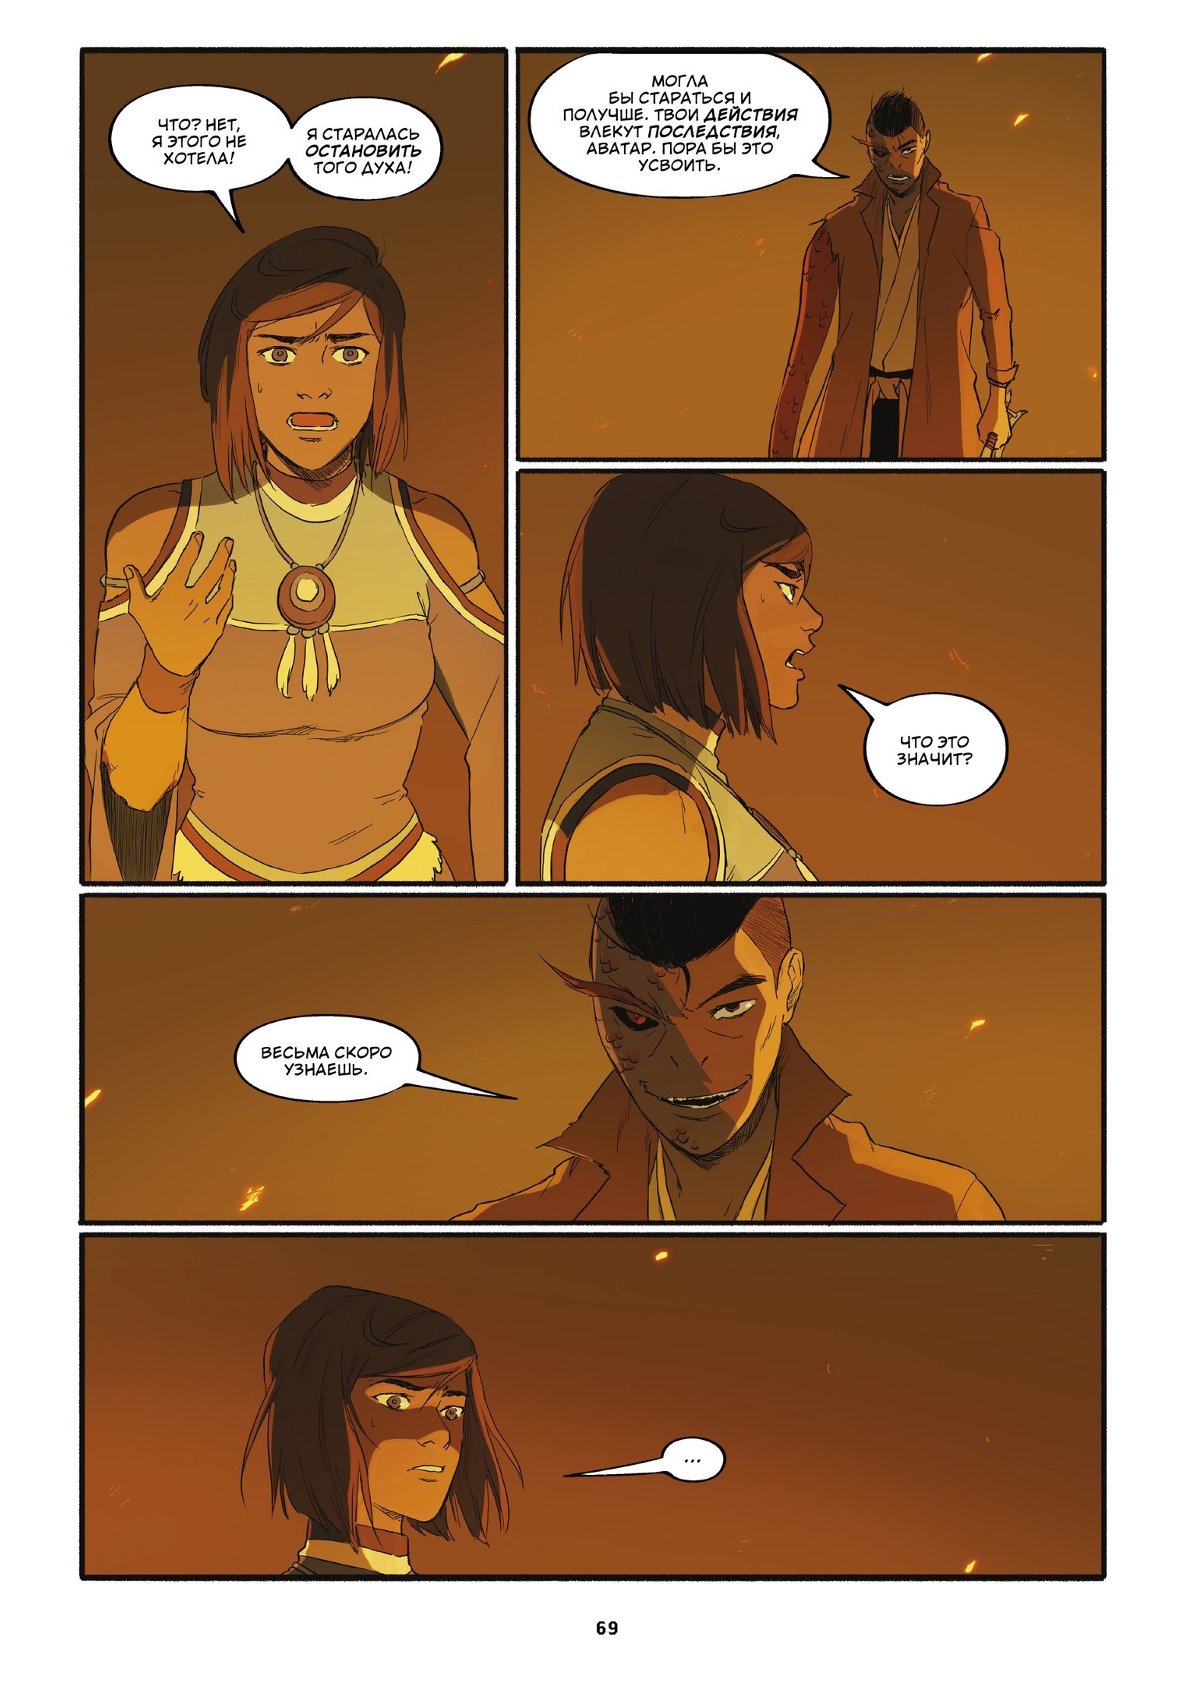 ЧТО? НЕТ,
Я ЭТОГО НЕ
ХОТЕЛА!
Я СТАРАЛАСЬ
ОСТАНОВИТЬ
ТОГО ДУХА!
МОГЛА
БЫ СТАРАТЬСЯ И
ПОЛУЧШЕ. ТВОИ ДЕЙСТВИЯ
ВЛЕКУТ ПОСЛЕДСТВИЯ,
АВАТАР. ПОРА БЫ ЭТО
УСВОИТЬ.
ЧТО ЭТО
ЗНАЧИТ?
ВЕСЬМА СКОРО
УЗНАЕШЬ.
...
69